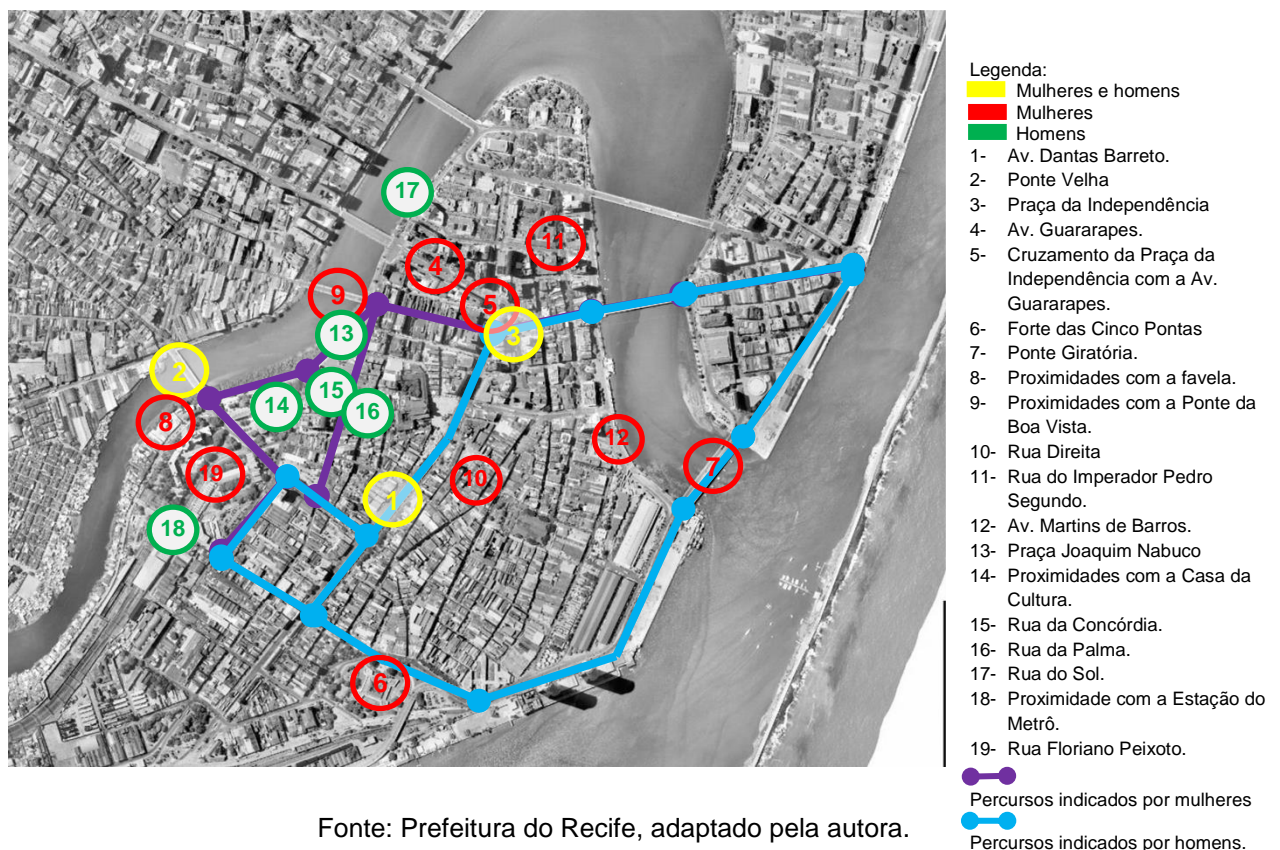 17
11
4
9
5
13
3
2
15
14
16
8
12
7
19
10
1
18
6
Legenda:
Mulheres e homens
Mulheres
Homens
1- Av. Dantas Barreto.
2- Ponte Velha
3- Praça da Independência
4- Av. Guararapes.
5- Cruzamento da Praça da
Independência com a Av.
Guararapes.
6- Forte das Cinco Pontas
7- Ponte Giratória.
8- Proximidades com a favela.
9- Proximidades com a Ponte da
Boa Vista.
10- Rua Direita
11- Rua do Imperador Pedro
Segundo.
12- Av. Martins de Barros.
13- Praça Joaquim Nabuco
14- Proximidades com a Casa da
Cultura.
15- Rua da Concórdia.
16- Rua da Palma.
17- Rua do Sol.
18- Proximidade com a Estação do
Metrô.
19- Rua Floriano Peixoto.
Percursos indicados por mulheres
Percursos indicados por homens.
Fonte: Prefeitura do Recife, adaptado pela autora.